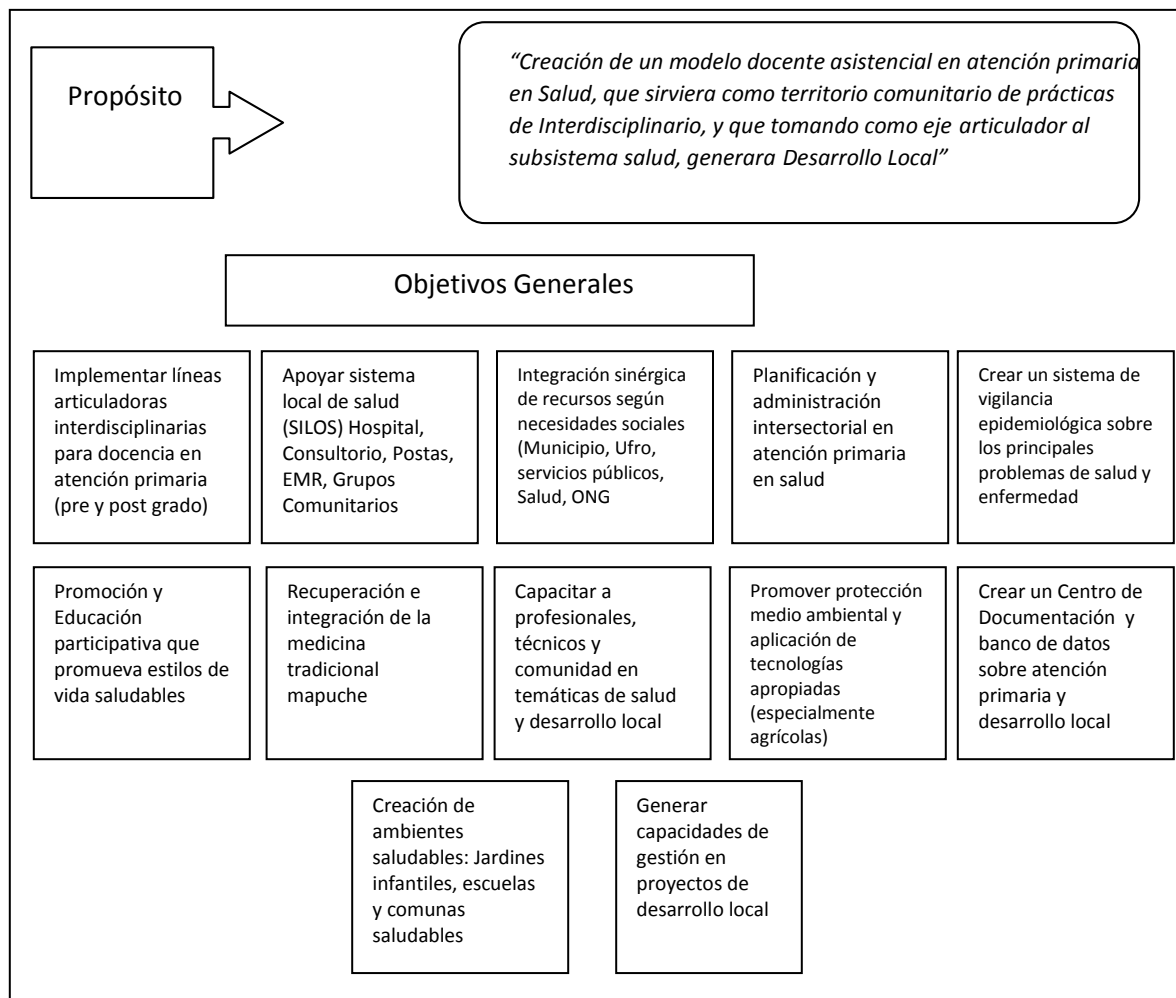 Propósito
“Creación de un modelo docente asistencial en atención primaria
en Salud, que sirviera como territorio comunitario de prácticas
de Interdisciplinario, y que tomando como eje articulador al
subsistema salud, generara Desarrollo Local”
Objetivos Generales
Implementar líneas
articuladoras
interdisciplinarias
para docencia en
atención primaria
(pre y post grado)
Apoyar sistema
local de salud
(SILOS) Hospital,
Consultorio, Postas,
EMR, Grupos
Comunitarios
Integración sinérgica
de recursos según
necesidades sociales
(Municipio, Ufro,
servicios públicos,
Salud, ONG
Planificación y
administración
intersectorial en
atención primaria
en salud
Crear un sistema de
vigilancia
epidemiológico sobre
los principales
problemas de salud y
enfermedad
Promoción y
Educación
participativa que
promueva estilos de
vida saludables
Recuperación e
integración de la
medicina
tradicional
mapuche
Capacitar a
profesionales,
técnicos y
comunidad en
temáticas de salud
y desarrollo local
Promover protección
medio ambiental y
aplicación de
tecnologías
apropiadas
(especialmente
agrícolas)
Crear un Centro de
Documentación y
banco de datos
sobre atención
primaria y
desarrollo local
Creación de
ambientes
saludables: Jardines
infantiles, escuelas
y comunas
saludables
Generar
capacidades de
gestión en
proyectos de
desarrollo local